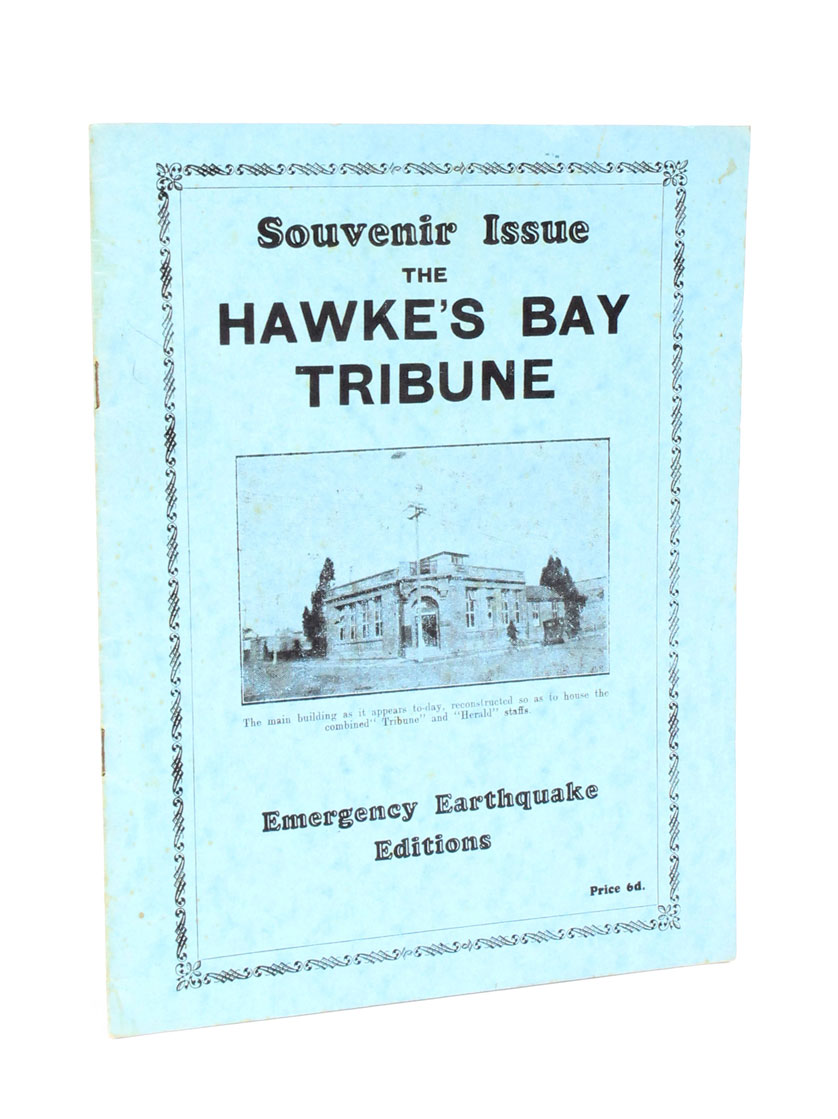 Souvenir Issue
THE
HAWKE'S BAY
TRIBUNE
The main building as it appears to-day, reconstructed so as to house the
combined" Tribune" and "Herald" staffs.
Emergency Earthquake
Editions
Price 6d.